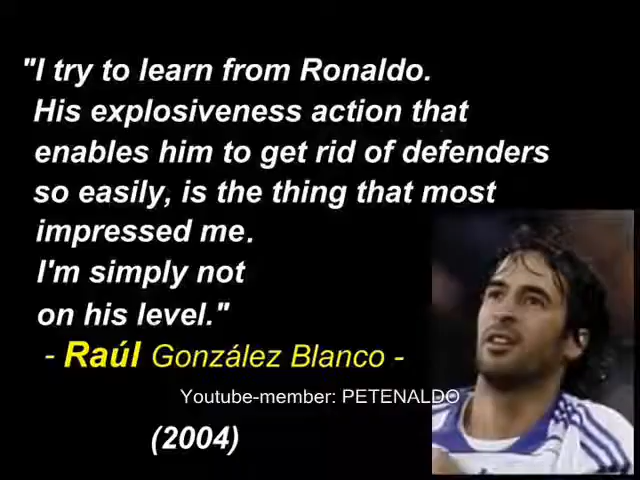 "I try to learn from Ronaldo.
His explosiveness action that
enables him to get rid of defenders
so easily, is the thing that most
impressed me.
I'm simply not
on his level."
- Raúl González Blanco -
Youtube-member: PETENALDO
(2004)